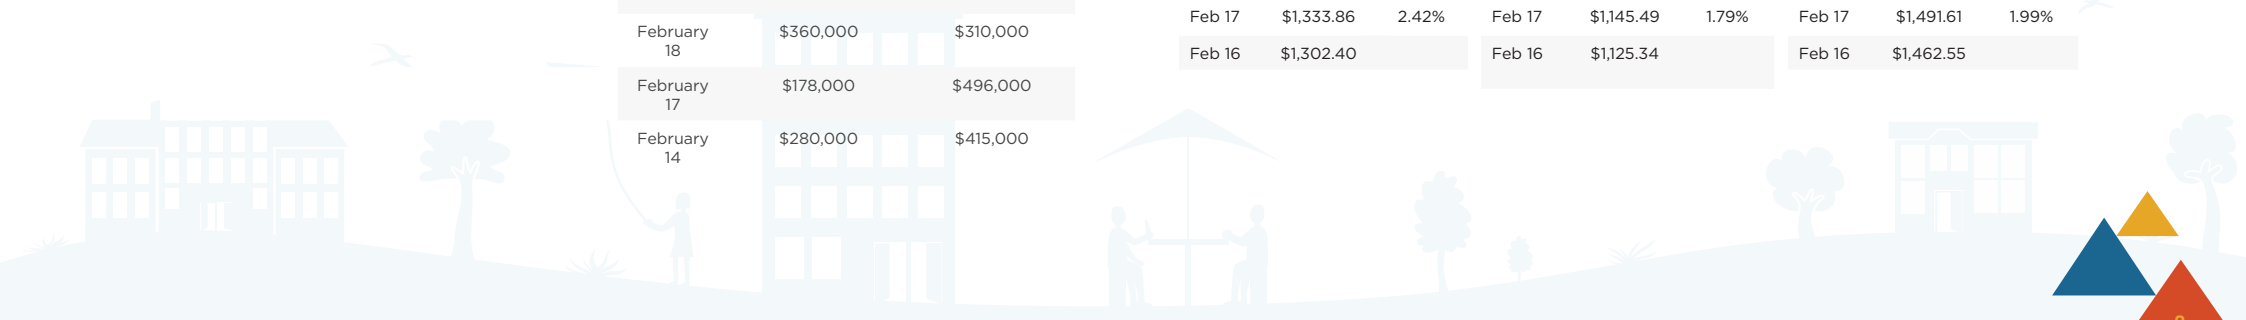 February 18 $360,000 $310,000
February 17 $178,000 $496,000
February 14 $280,000 $415,000
Feb 17 $1,333.86 2.42%
Feb 16 $1,302.40
Feb 17 $1,145.49 1.79%
Feb 16 $1,125.34
Feb 17 $1,491.61 1.99%
Feb 16 $1,462.55